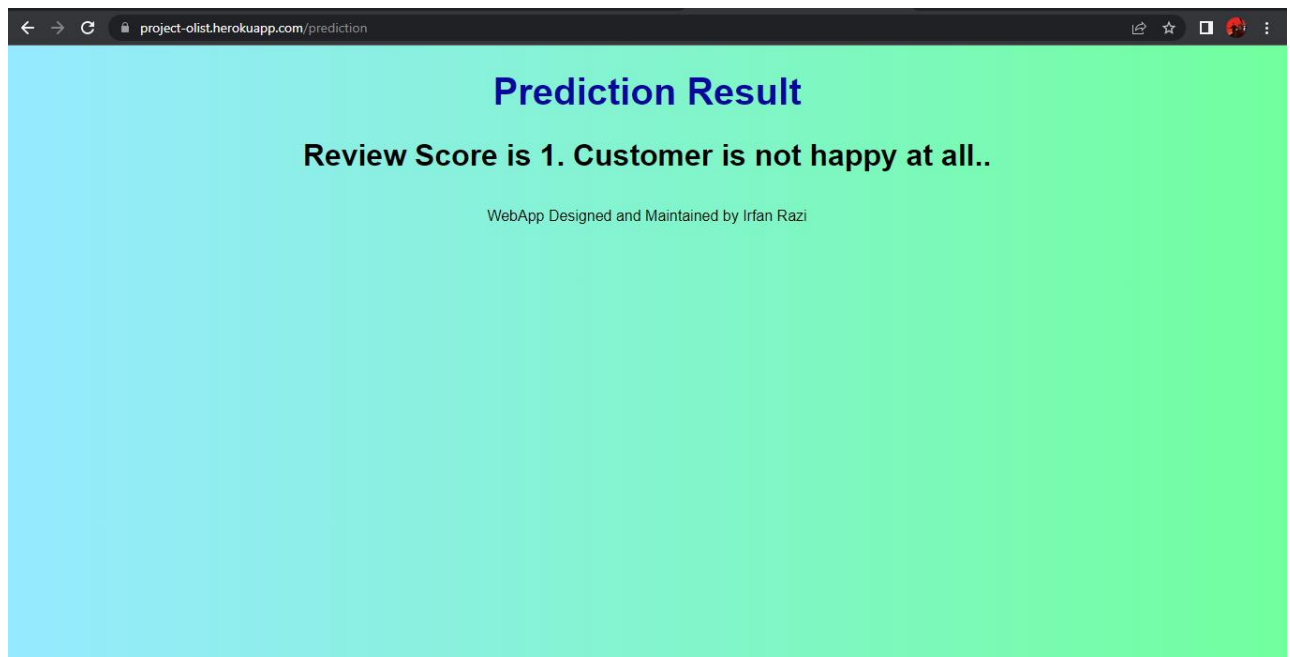 project-olist.herokuapp.com/prediction
Prediction Result
Review Score is 1. Customer is not happy at all..
WebApp Designed and Maintained by Irfan Razi